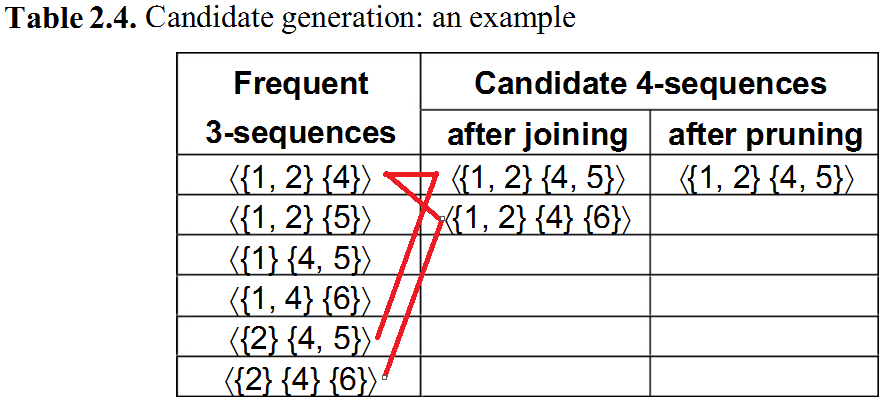 Table 2.4. Candidate generation: an example
Frequent 3-sequences
Candidate 4-sequences
after joining
after pruning
⟨{1, 2} {4}⟩ ⟨{1, 2} {4, 5}⟩ ⟨{1, 2} {4, 5}⟩
⟨{1, 2} {5}⟩ ⟨{1, 2} {4} {6}⟩
⟨{1} {4, 5}⟩
⟨{1, 4} {6}⟩
⟨{2} {4, 5}⟩
⟨{2} {4} {6}⟩